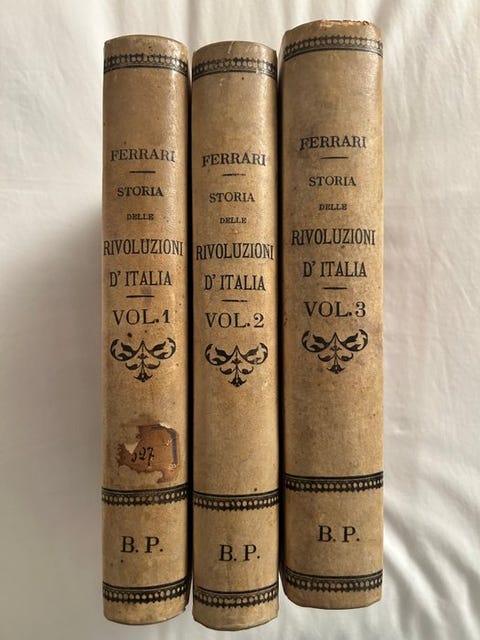 FERRARI
STORIA
DELLE
RIVOLUZIONI
D'ITALIA
VOL.1
327
B. P.
FERRARI
STORIA
DELLE
RIVOLUZIONI
D'ITALIA
VOL.2
B. P.
FERRARI
STORIA
DELLE
RIVOLUZIONI
D'ITALIA
VOL.3
B. P.